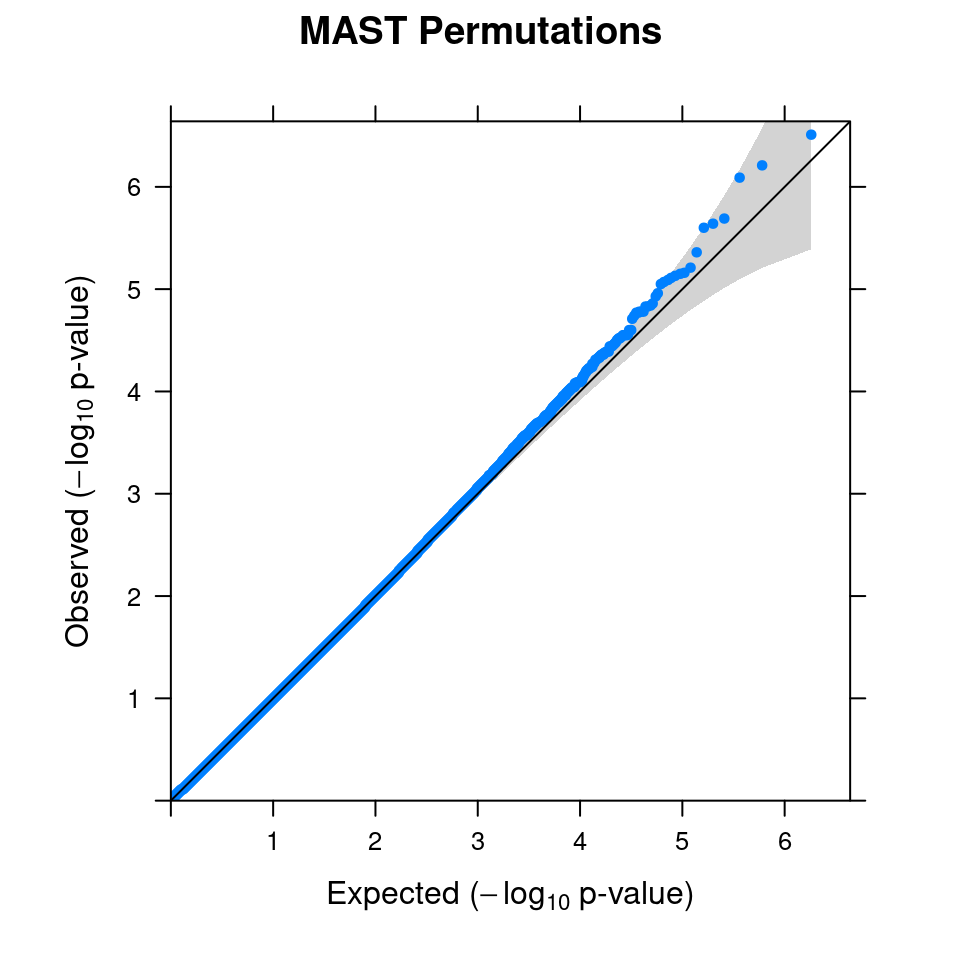 MAST Permutations
6
5
4
3
2
1
Observed (−log₁₀ p-value)
1 2 3 4 5 6
Expected (−log₁₀ p-value)